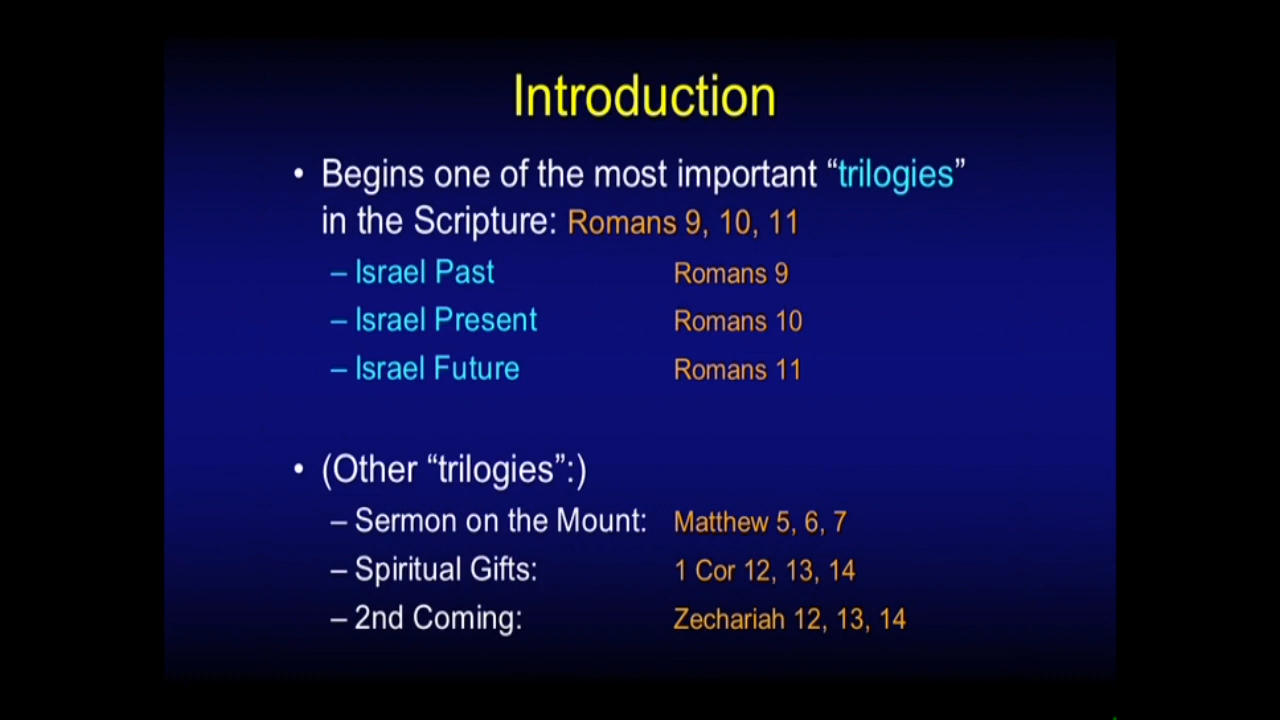 Introduction
• Begins one of the most important “trilogies”
in the Scripture: Romans 9, 10, 11
– Israel Past Romans 9
– Israel Present Romans 10
– Israel Future Romans 11
• (Other “trilogies”:)
– Sermon on the Mount: Matthew 5, 6, 7
– Spiritual Gifts: 1 Cor 12, 13, 14
– 2nd Coming: Zechariah 12, 13, 14